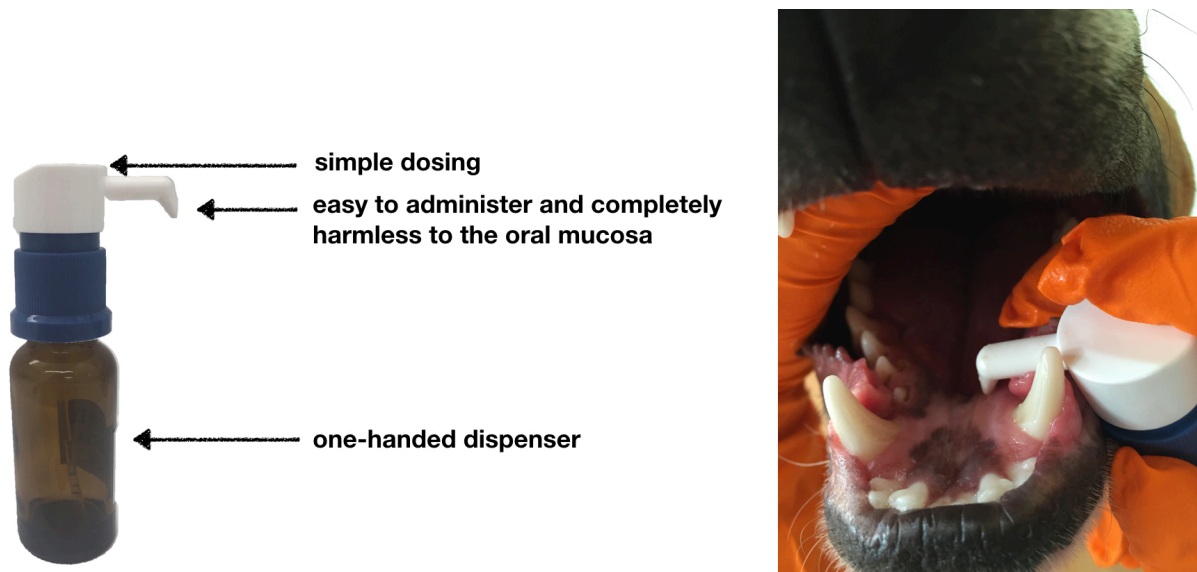 simple dosing
easy to administer and completely
harmless to the oral mucosa
one-handed dispenser